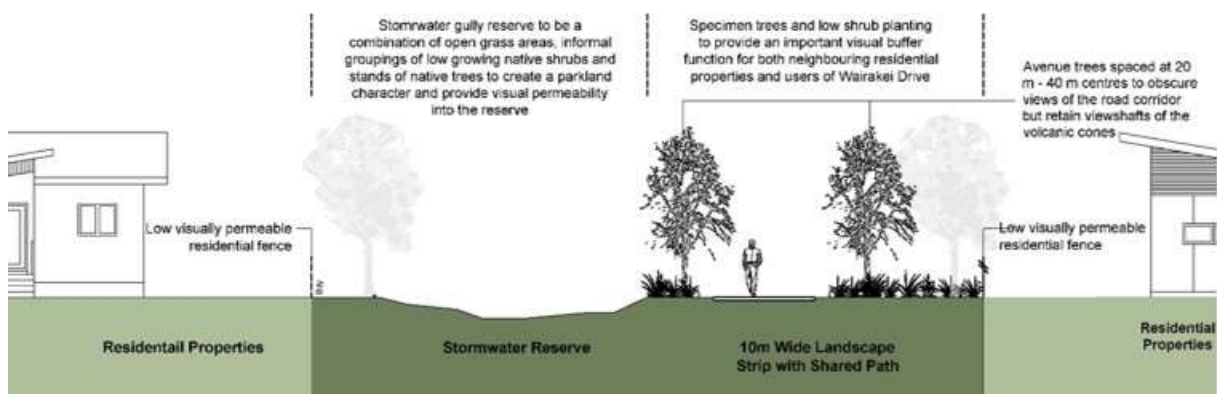 Stomrwater gully reserve to be a
combination of open grass areas, informal
groupings of low growing native shrubs and
stands of native trees to create a parkland
character and provide visual permeability
into the reserve
Specimen trees and low shrub planting
to provide an important visual buffer
function for both neighbouring residential
properties and users of Wairakei Drive
Avenue trees spaced at 20
m - 40 m centres to obscure
views of the road corridor
but retain viewshafts of the
volcanic cones
Low visually permeable
residential fence
Bdy
Low visually permeable
residential fence
Residentail Properties
Stormwater Reserve
10m Wide Landscape
Strip with Shared Path
Residential
Properties